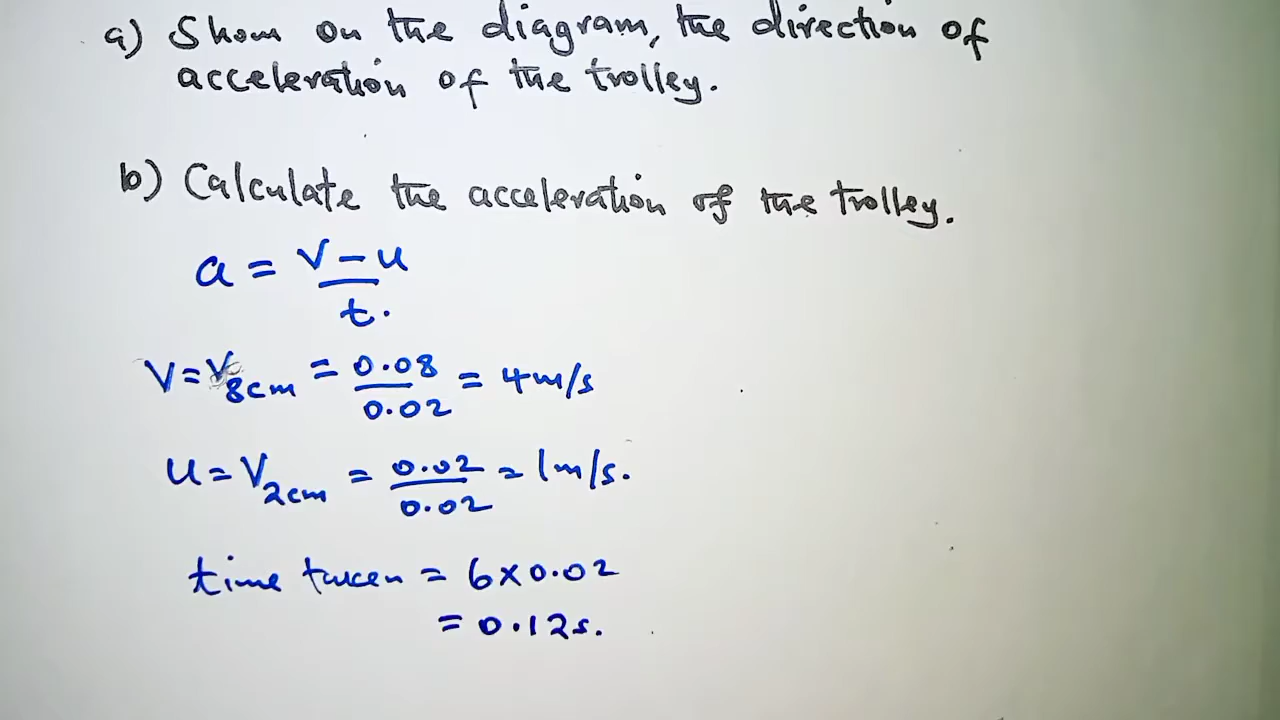 a) Show on the diagram, the direction of
acceleration of the trolley.
b) Calculate the acceleration of the trolley.
a = v - u
t.
V = V8cm = 0.08 / 0.02 = 4m/s
u = V2cm = 0.02 / 0.02 = 1m/s.
time taken = 6 x 0.02
= 0.12s.